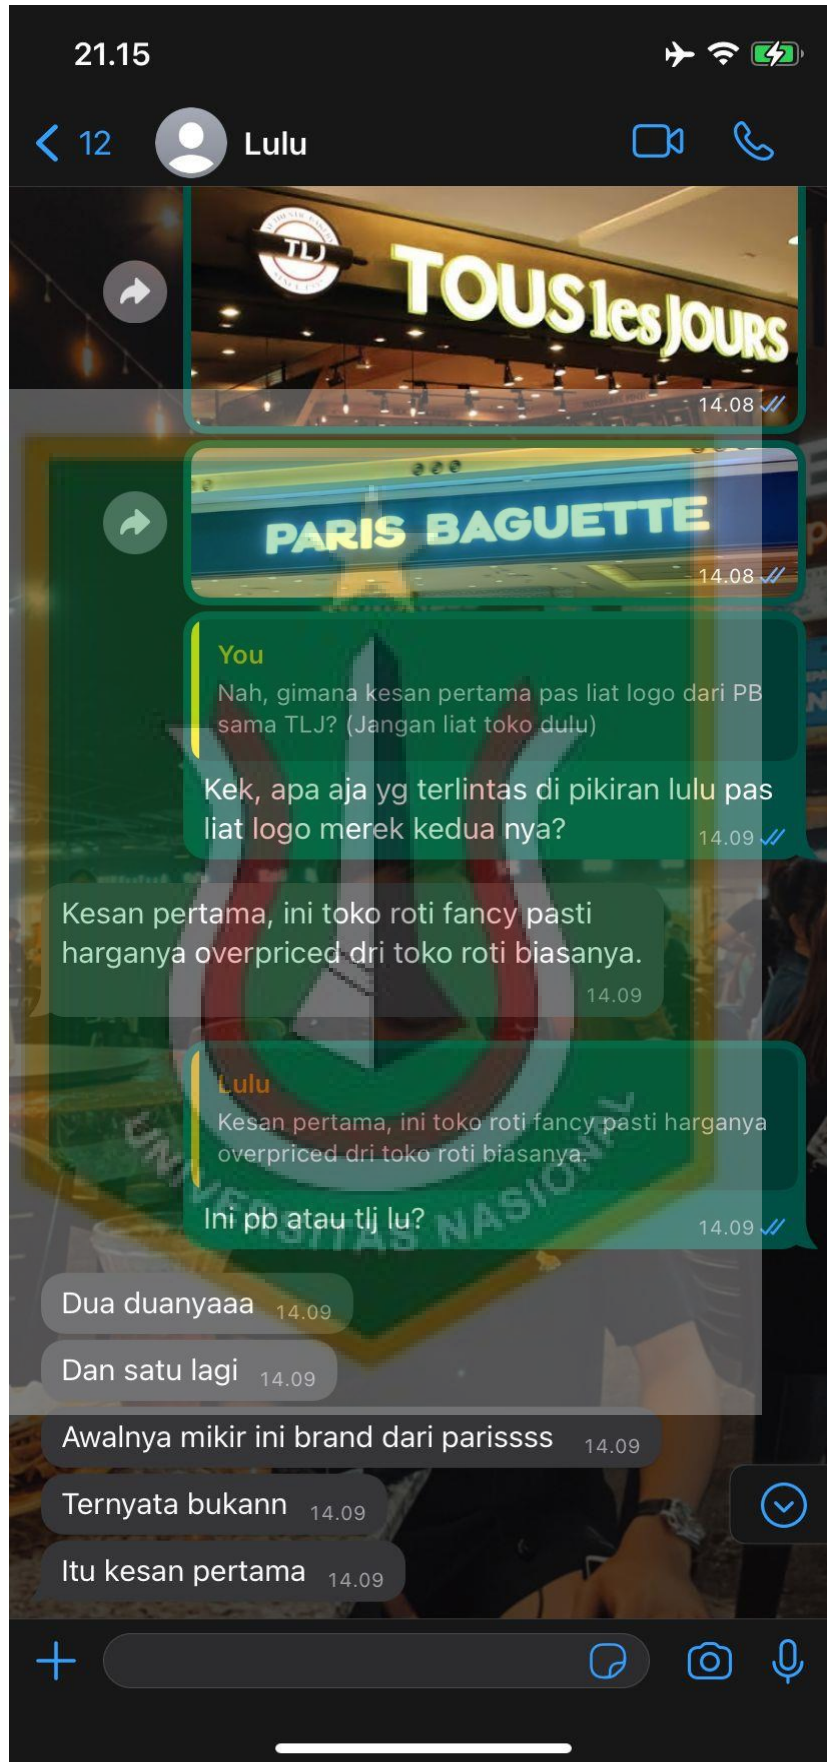 21.15
12
Lulu
TLJ
TOUS les JOURS
14.08
PARIS BAGUETTE
14.08
You
Nah, gimana kesan pertama pas liat logo dari PB
sama TLJ? (Jangan liat toko dulu)
Kek, apa aja yg terlintas di pikiran lulu pas
liat logo merek kedua nya?
14.09
Kesan pertama, ini toko roti fancy pasti
harganya overpriced dri toko roti biasanya.
14.09
Lulu
Kesan pertama, ini toko roti fancy pasti harganya
overpriced dri toko roti biasanya.
Ini pb atau tlj lu?
14.09
UNIVERSITAS NASIONAL
Dua duanyaaa 14.09
Dan satu lagi 14.09
Awalnya mikir ini brand dari parissss 14.09
Ternyata bukann 14.09
Itu kesan pertama 14.09